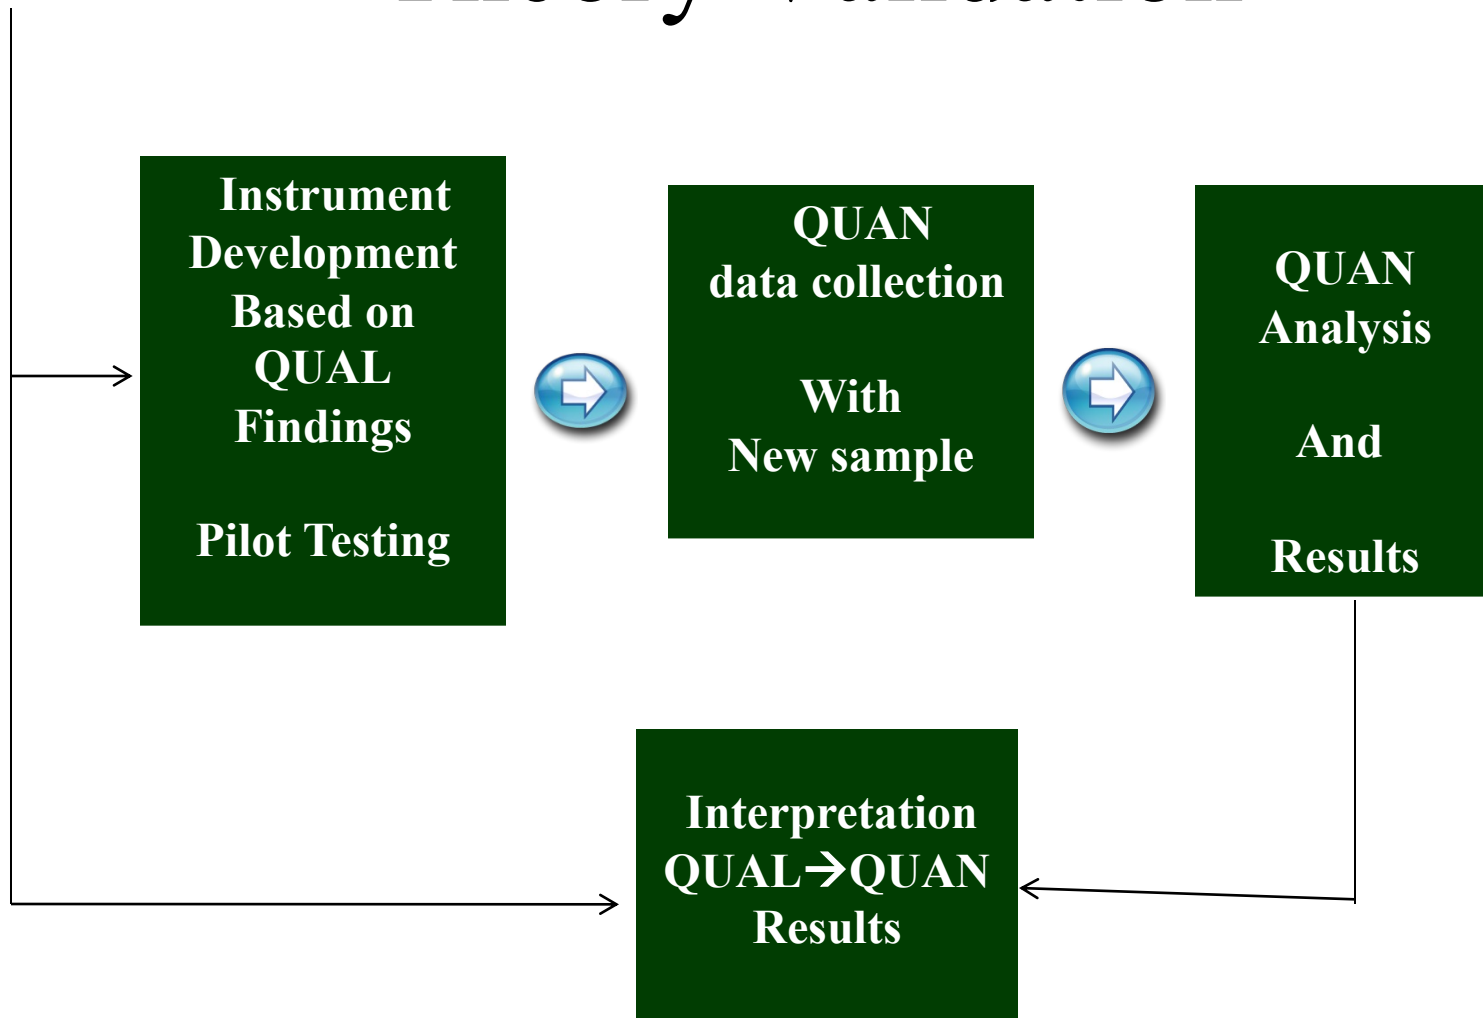 Instrument
Development
Based on
QUAL
Findings
Pilot Testing
QUAN
data collection
With
New sample
QUAN
Analysis
And
Results
Interpretation
QUAL→QUAN
Results